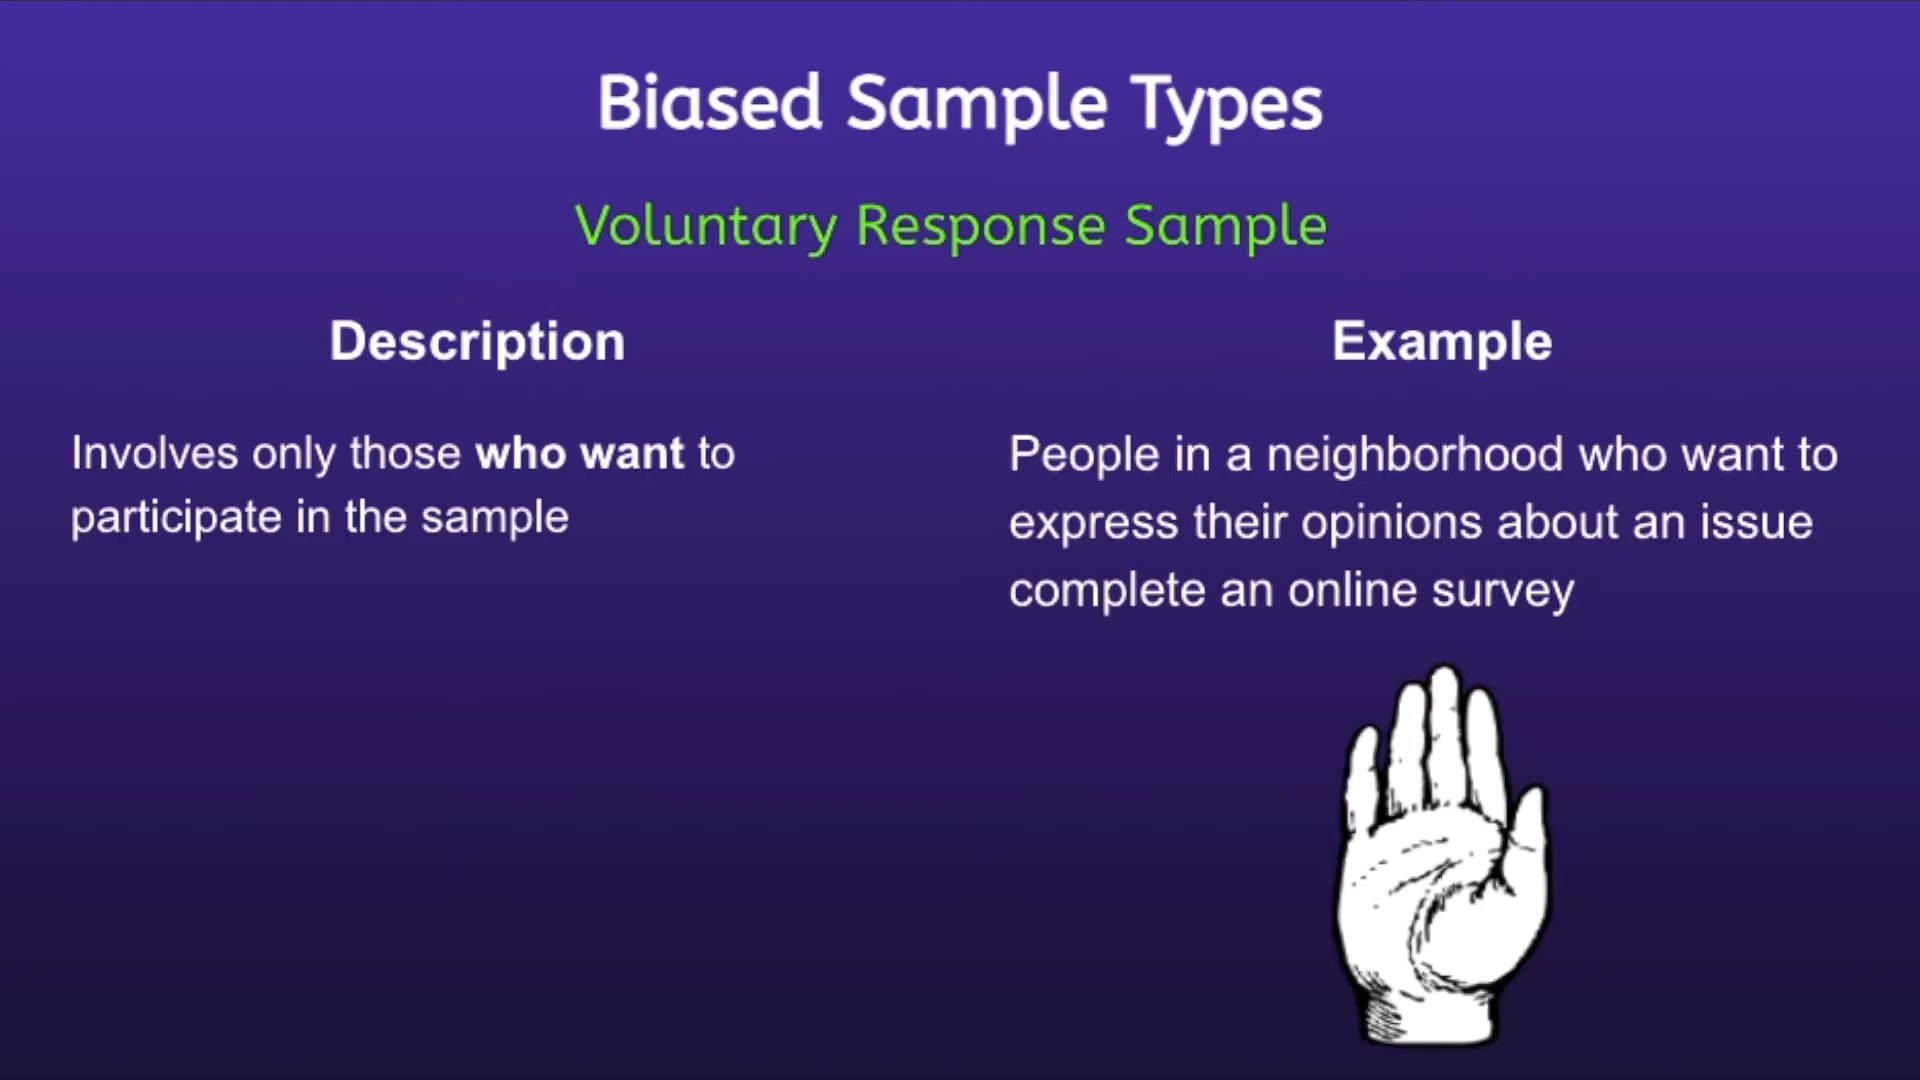 Biased Sample Types
Voluntary Response Sample
Description
Involves only those who want to
participate in the sample
Example
People in a neighborhood who want to
express their opinions about an issue
complete an online survey